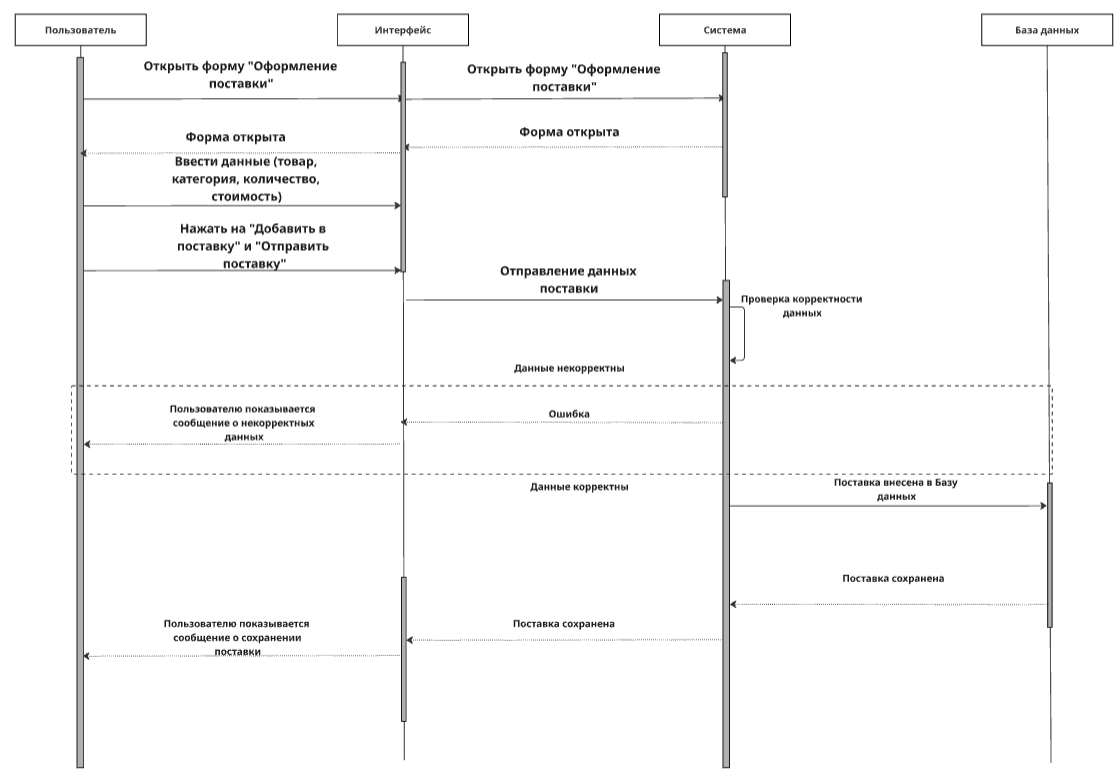 Пользователь
Интерфейс
Система
База данных
Открыть форму "Оформление
поставки"
Открыть форму "Оформление
поставки"
Форма открыта
Форма открыта
Ввести данные (товар,
категория, количество,
стоимость)
Нажать на "Добавить в
поставку" и "Отправить
поставку"
Отправление данных
поставки
Проверка корректности
данных
Данные некорректны
Пользователю показывается
сообщение о некорректных
данных
Ошибка
Данные корректны
Поставка внесена в Базу
данных
Поставка сохранена
Пользователю показывается
сообщение о сохранении
поставки
Поставка сохранена